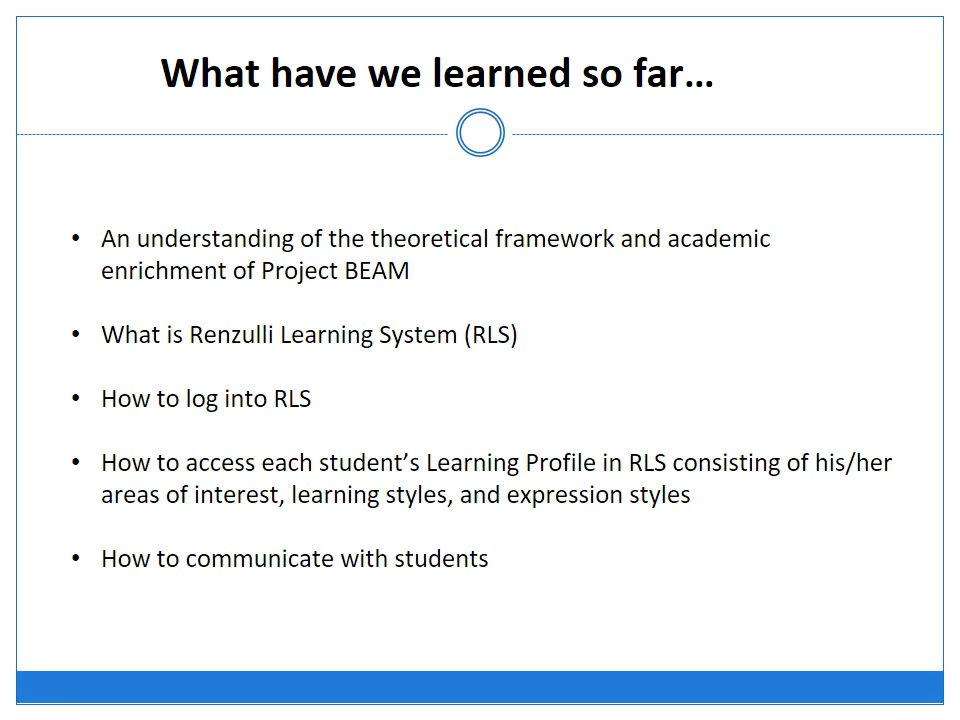 What have we learned so far…
• An understanding of the theoretical framework and academic
enrichment of Project BEAM
• What is Renzulli Learning System (RLS)
• How to log into RLS
• How to access each student’s Learning Profile in RLS consisting of his/her
areas of interest, learning styles, and expression styles
• How to communicate with students